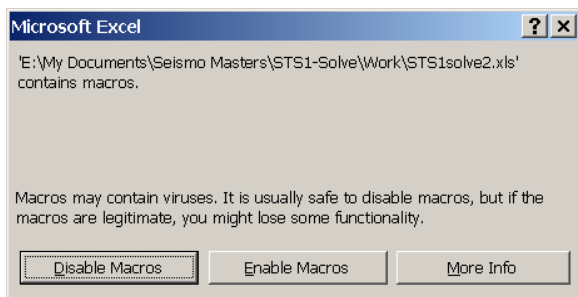 Microsoft Excel
'E:\My Documents\Seismo Masters\STS1-Solve\Work\STS1solve2.xls'
contains macros.
Macros may contain viruses. It is usually safe to disable macros, but if the
macros are legitimate, you might lose some functionality.
Disable Macros Enable Macros More Info